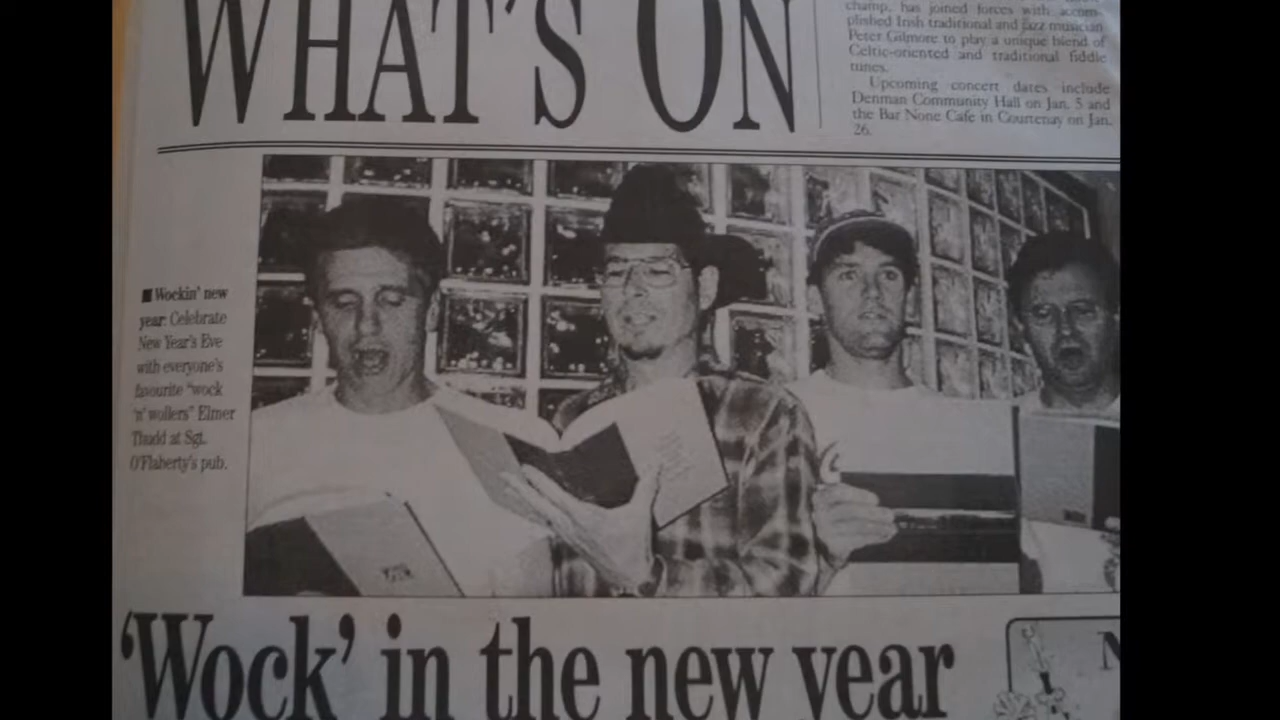 WHAT'S ON
champ, has joined forces with accom-
plished Irish traditional and jazz musician
Peter Gilmore to play a unique blend of
Celtic-oriented and traditional fiddle
tunes.
Upcoming concert dates include
Denman Community Hall on Jan. 5 and
the Bar None Cafe in Courtenay on Jan.
26.
■ Wockin' new
year: Celebrate
New Year's Eve
with everyone's
favourite "wock
'n' wollers" Elmer
Thudd at Sgt.
O'Flaherty's pub.
'Wock' in the new year
N